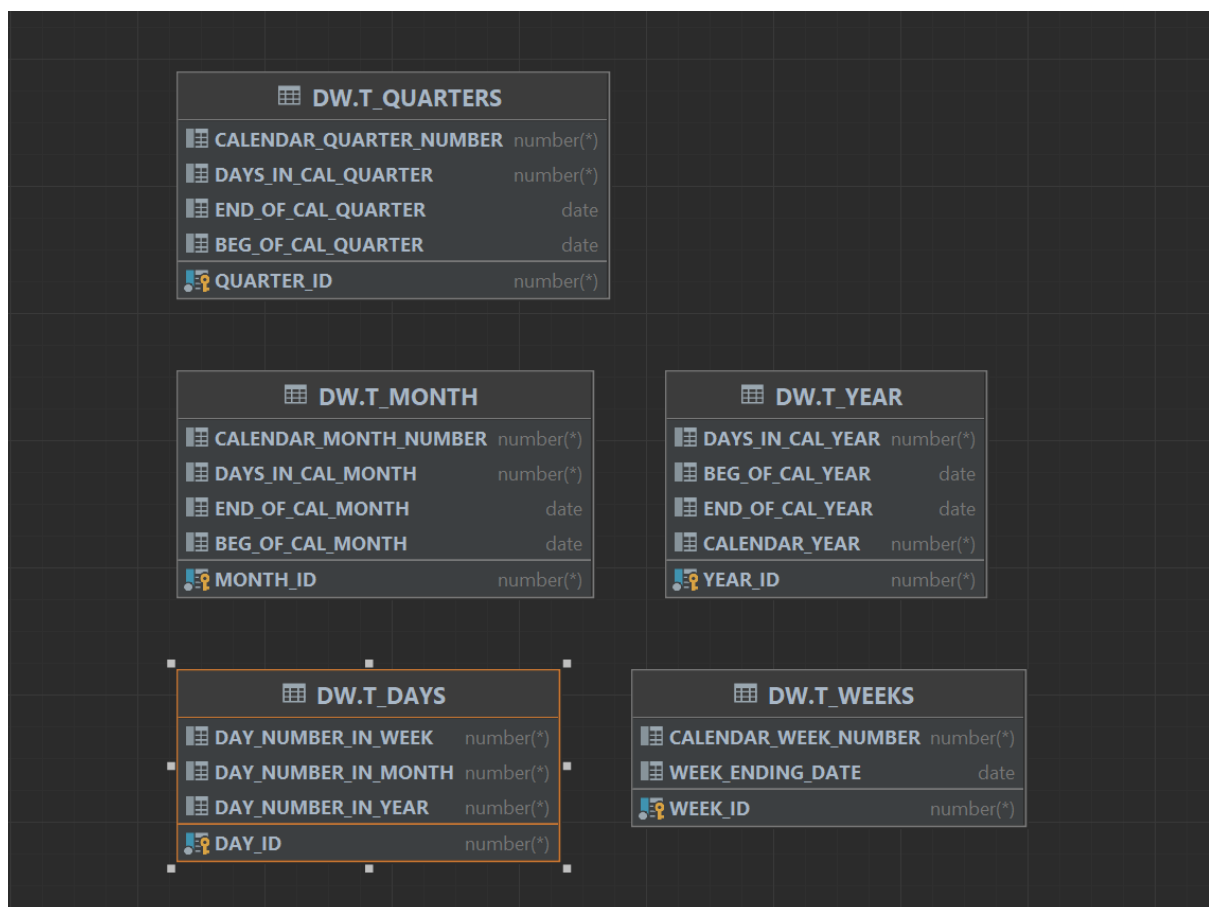 DW.T_QUARTERS
CALENDAR_QUARTER_NUMBER number(*)
DAYS_IN_CAL_QUARTER number(*)
END_OF_CAL_QUARTER date
BEG_OF_CAL_QUARTER date
QUARTER_ID number(*)
DW.T_MONTH
CALENDAR_MONTH_NUMBER number(*)
DAYS_IN_CAL_MONTH number(*)
END_OF_CAL_MONTH date
BEG_OF_CAL_MONTH date
MONTH_ID number(*)
DW.T_YEAR
DAYS_IN_CAL_YEAR number(*)
BEG_OF_CAL_YEAR date
END_OF_CAL_YEAR date
CALENDAR_YEAR number(*)
YEAR_ID number(*)
DW.T_DAYS
DAY_NUMBER_IN_WEEK number(*)
DAY_NUMBER_IN_MONTH number(*)
DAY_NUMBER_IN_YEAR number(*)
DAY_ID number(*)
DW.T_WEEKS
CALENDAR_WEEK_NUMBER number(*)
WEEK_ENDING_DATE date
WEEK_ID number(*)